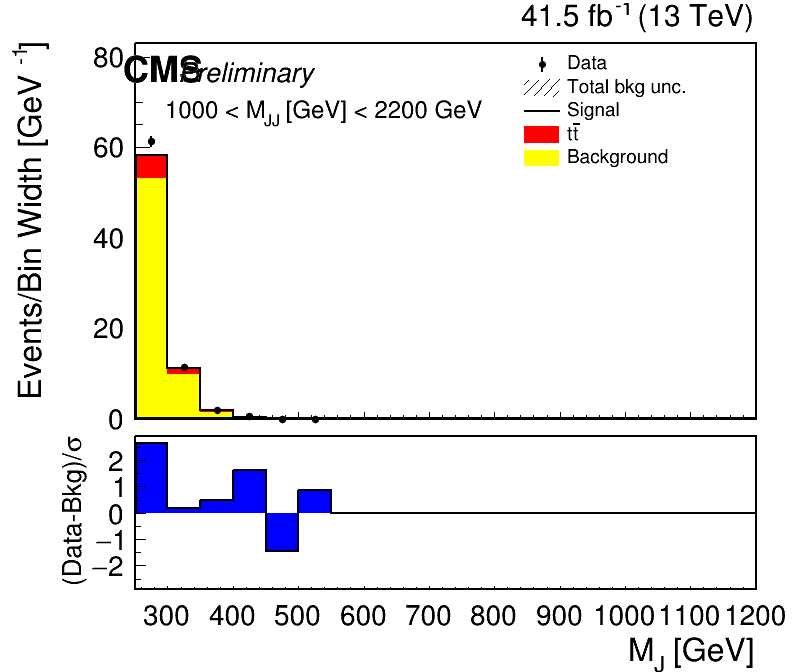 41.5 fb⁻¹ (13 TeV)
CMS Preliminary
1000 < M_JJ [GeV] < 2200 GeV
Data
Total bkg unc.
Signal
tt̄
Background
Events/Bin Width [GeV⁻¹]
80
60
40
20
0
(Data-Bkg)/σ
2
1
0
−1
−2
300 400 500 600 700 800 900 1000 1100 1200
M_J [GeV]